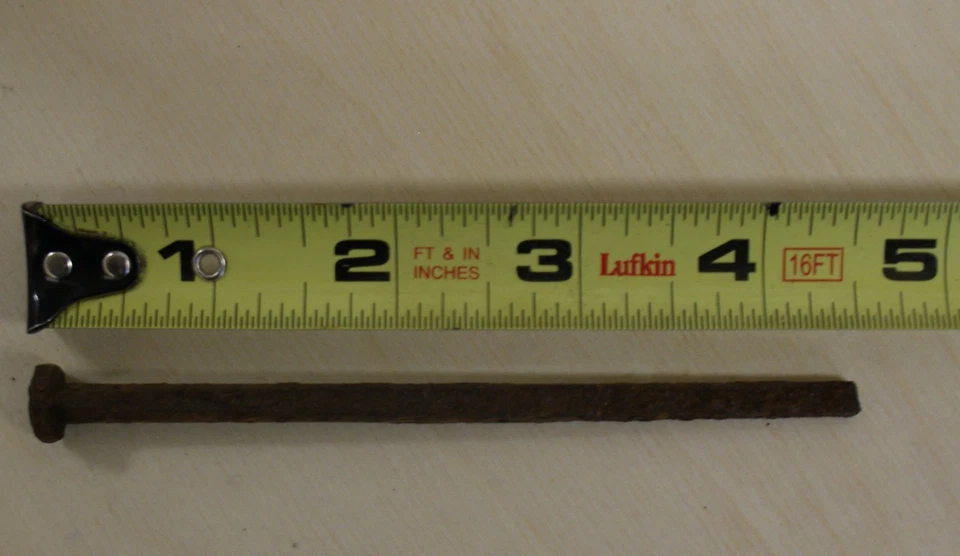 1 2 FT & IN 3 Lufkin 4 16FT 5
INCHES